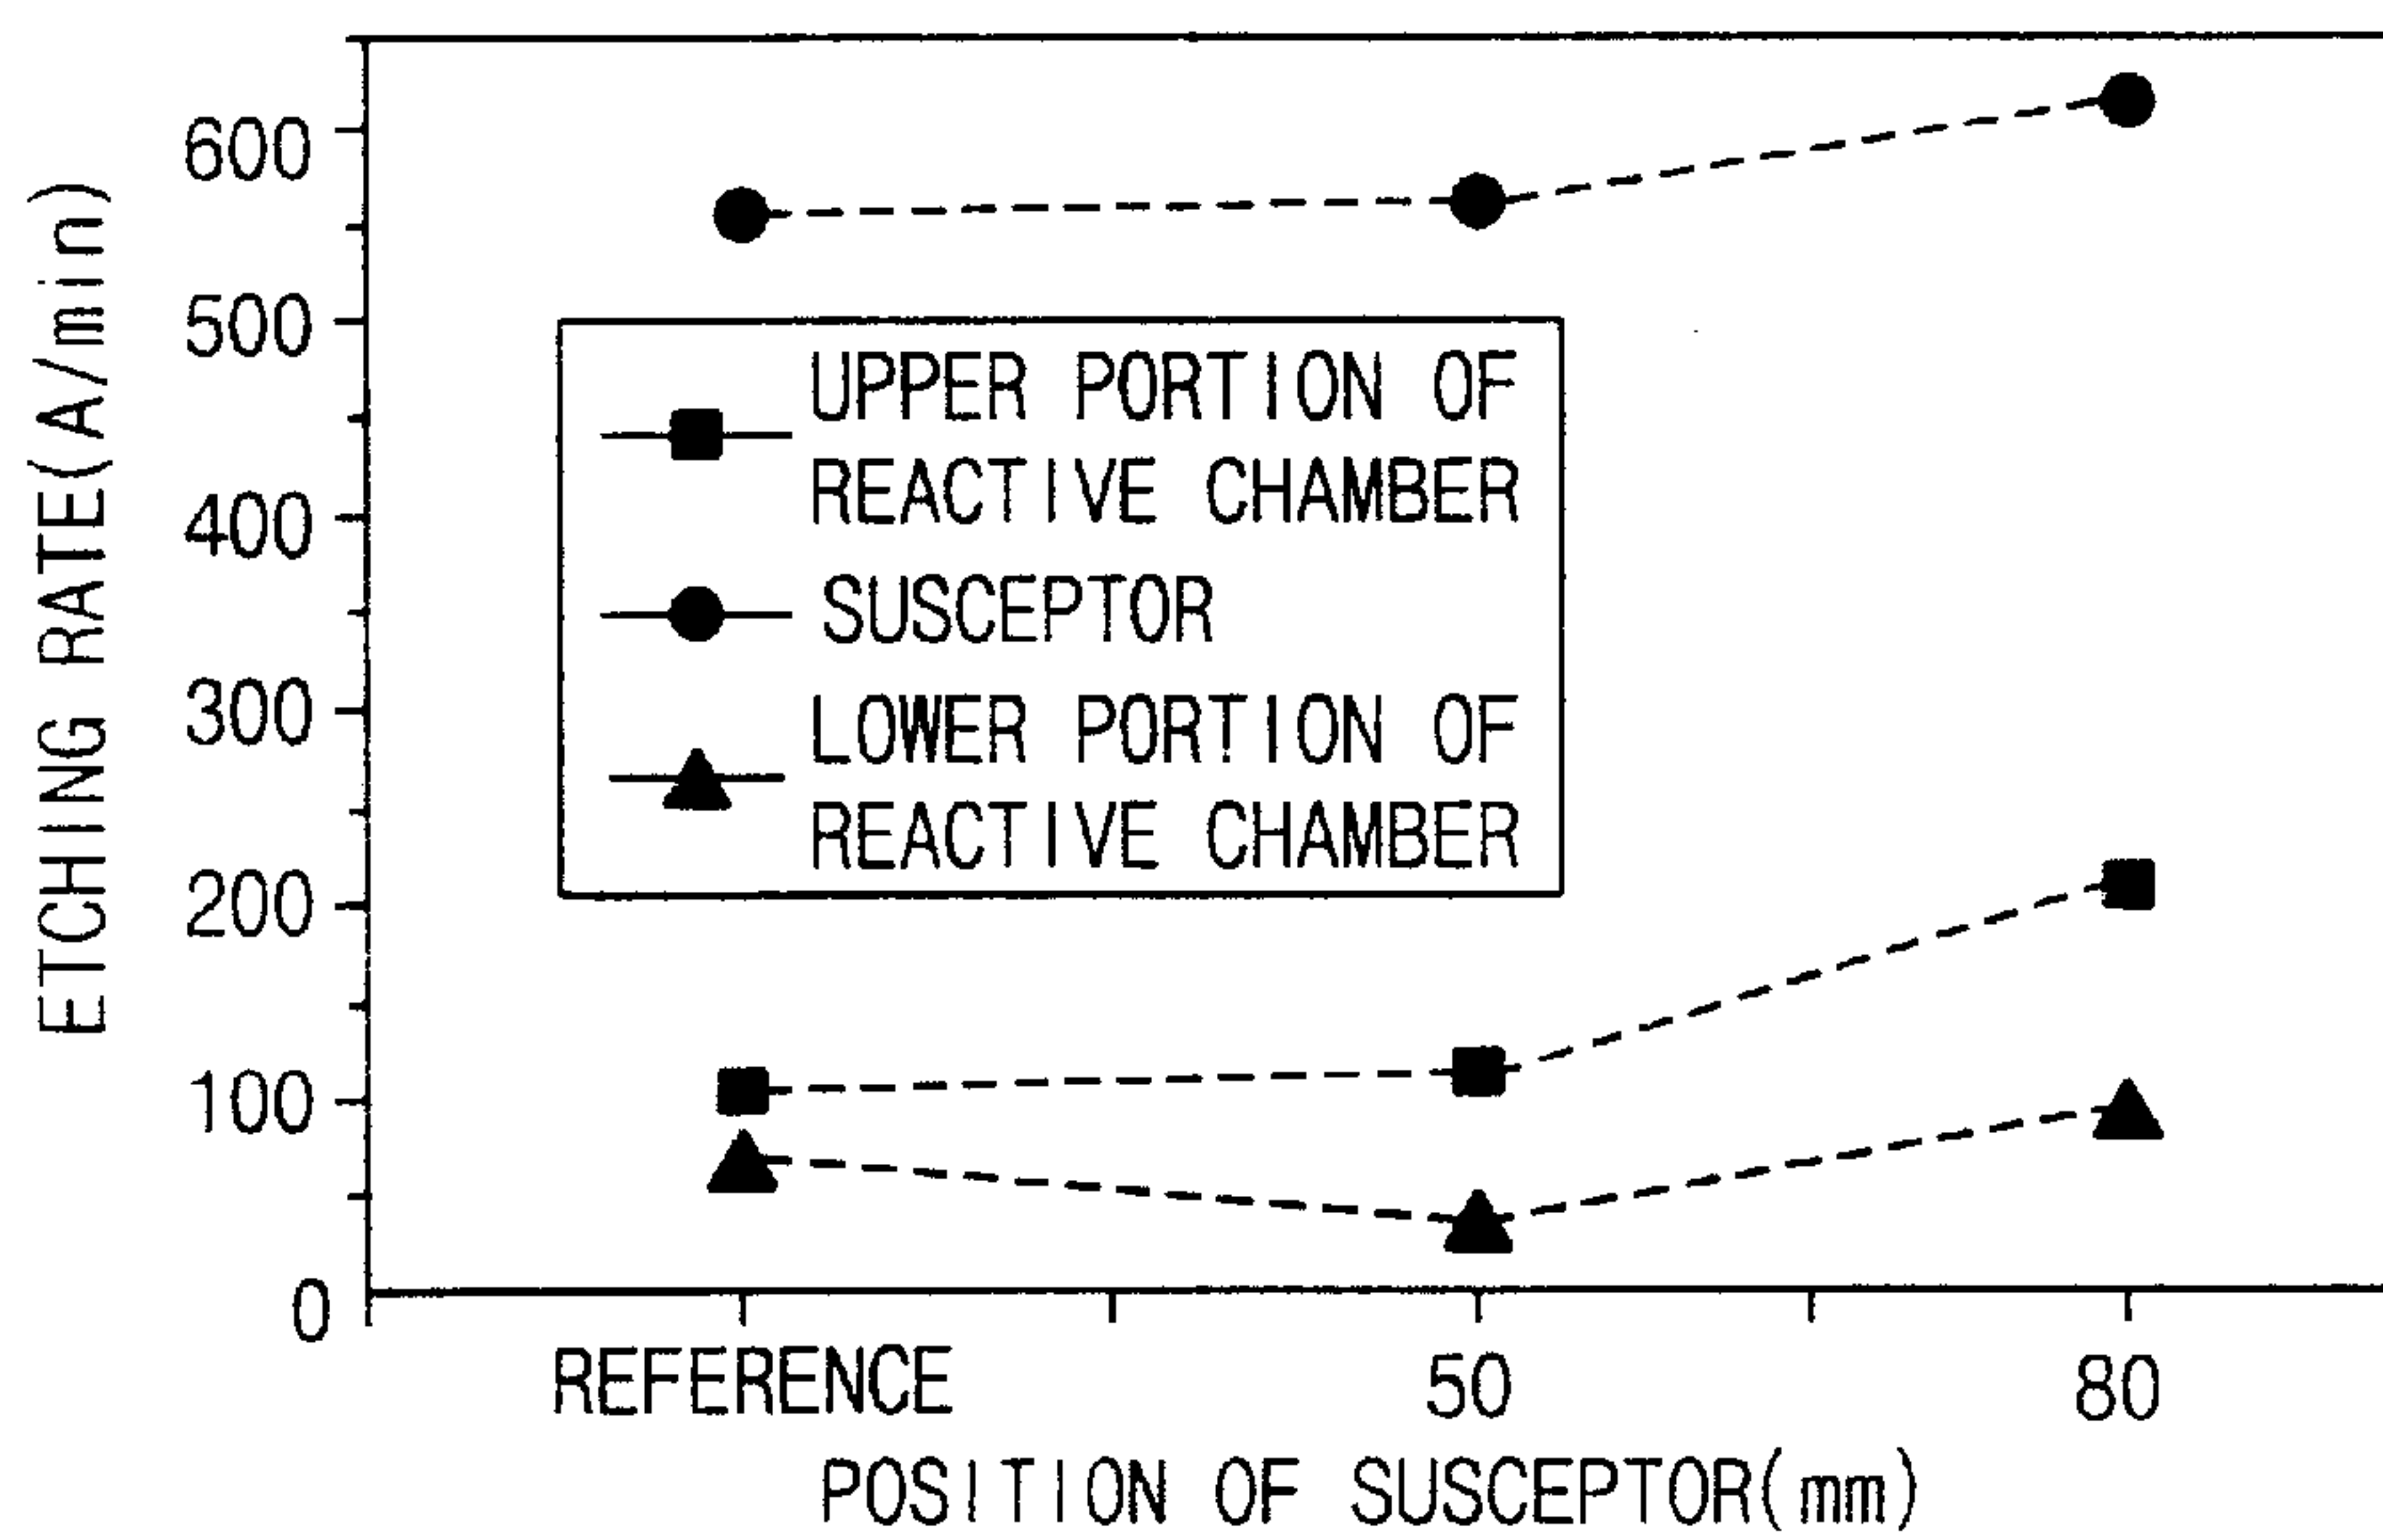 600
500
400
300
200
100
0
ETCHING RATE(A/min)
UPPER PORTION OF
REACTIVE CHAMBER
SUSCEPTOR
LOWER PORTION OF
REACTIVE CHAMBER
REFERENCE 50 80
POSITION OF SUSCEPTOR(mm)